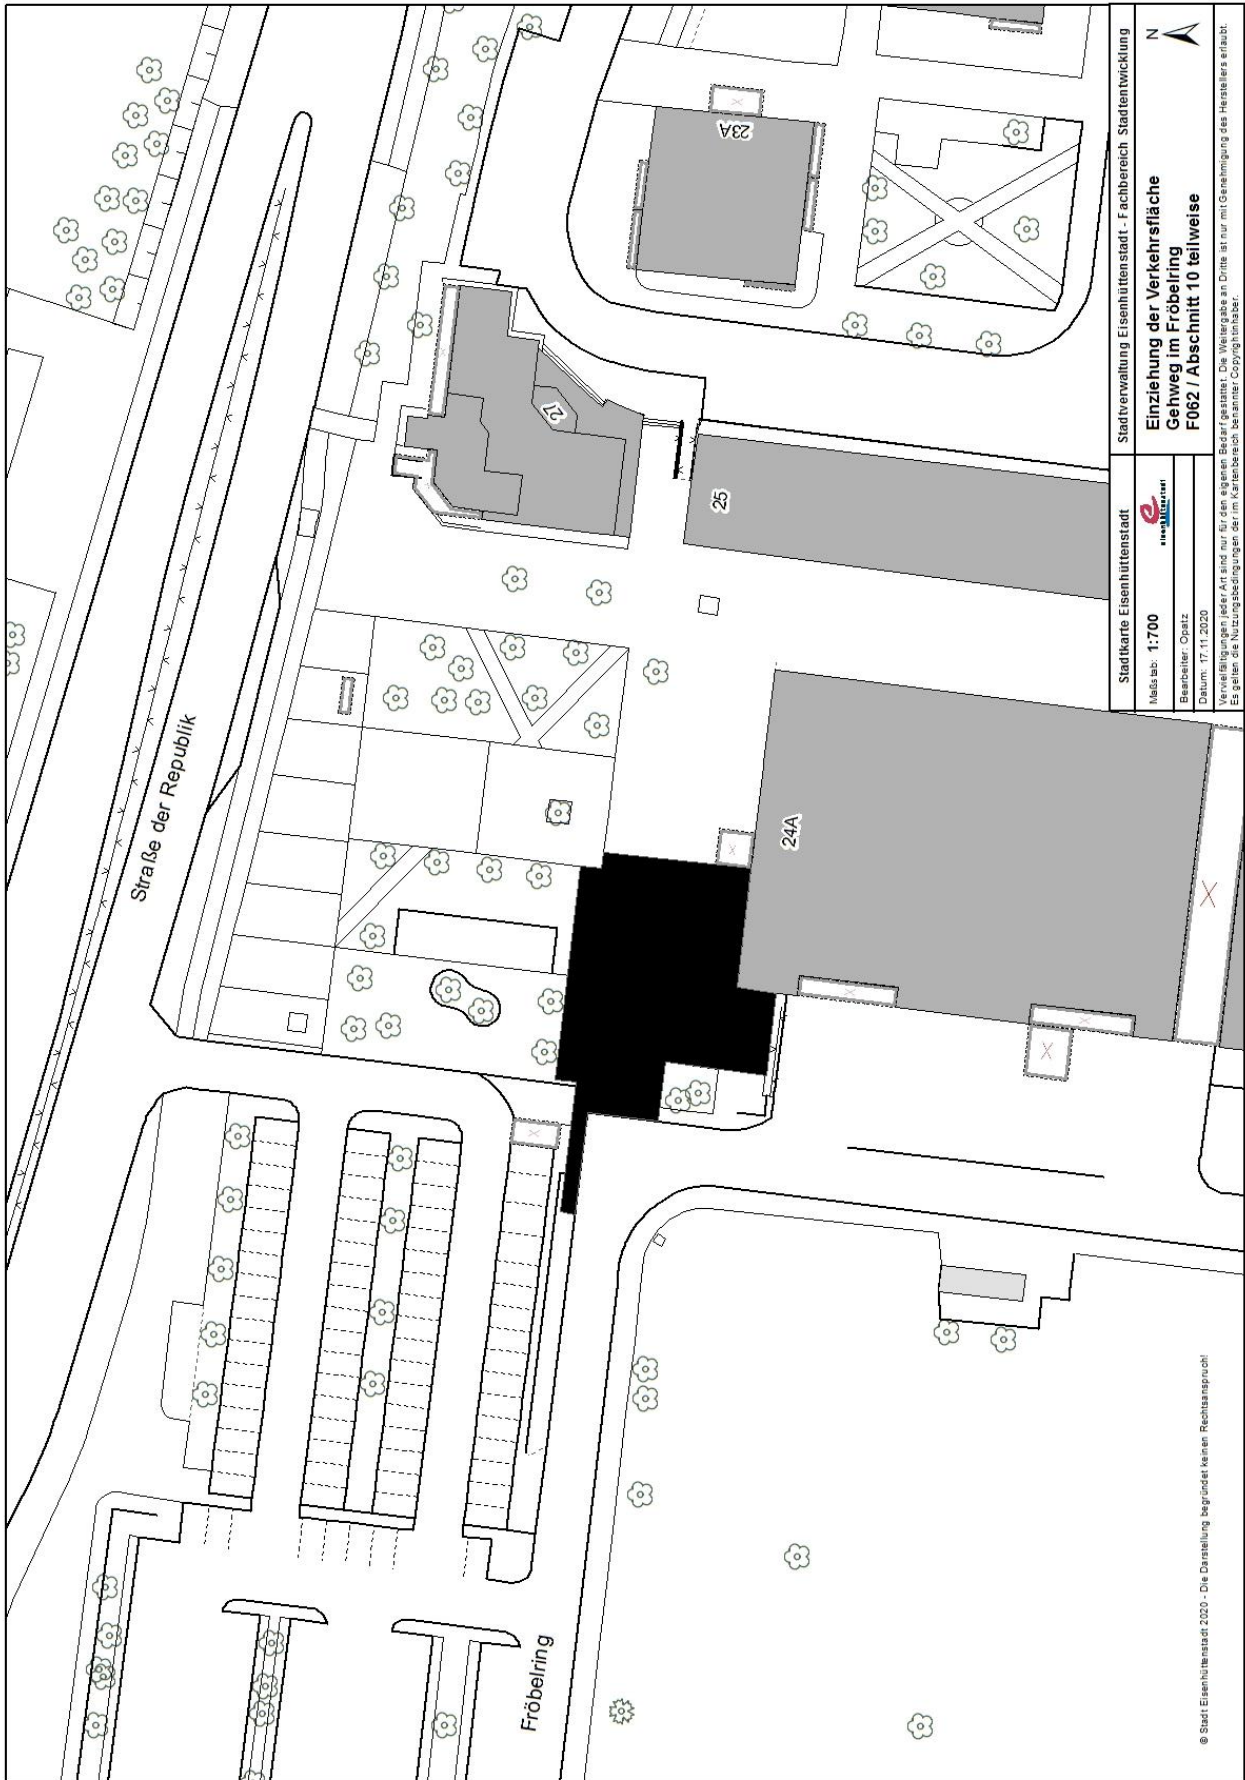 Straße der Republik
Fröbelring
23A
27
25
24A
Stadtkarte Eisenhüttenstadt
Stadtverwaltung Eisenhüttenstadt - Fachbereich Stadtentwicklung
Maßstab: 1:700
Bearbeiter: Opatz
Datum: 17.11.2020
eisenhüttenstadt
Einziehung der Verkehrsfläche
Gehweg im Fröbelring
F062 / Abschnitt 10 teilweise
N
Vervielfältigungen jeder Art sind nur für den eigenen Bedarf gestattet. Die Weitergabe an Dritte ist nur mit Genehmigung des Herstellers erlaubt.
Es gelten die Nutzungsbedingungen der im Kartenbereich benannter Copyrightinhaber.
© Stadt Eisenhüttenstadt 2020 - Die Darstellung begründet keinen Rechtsanspruch!